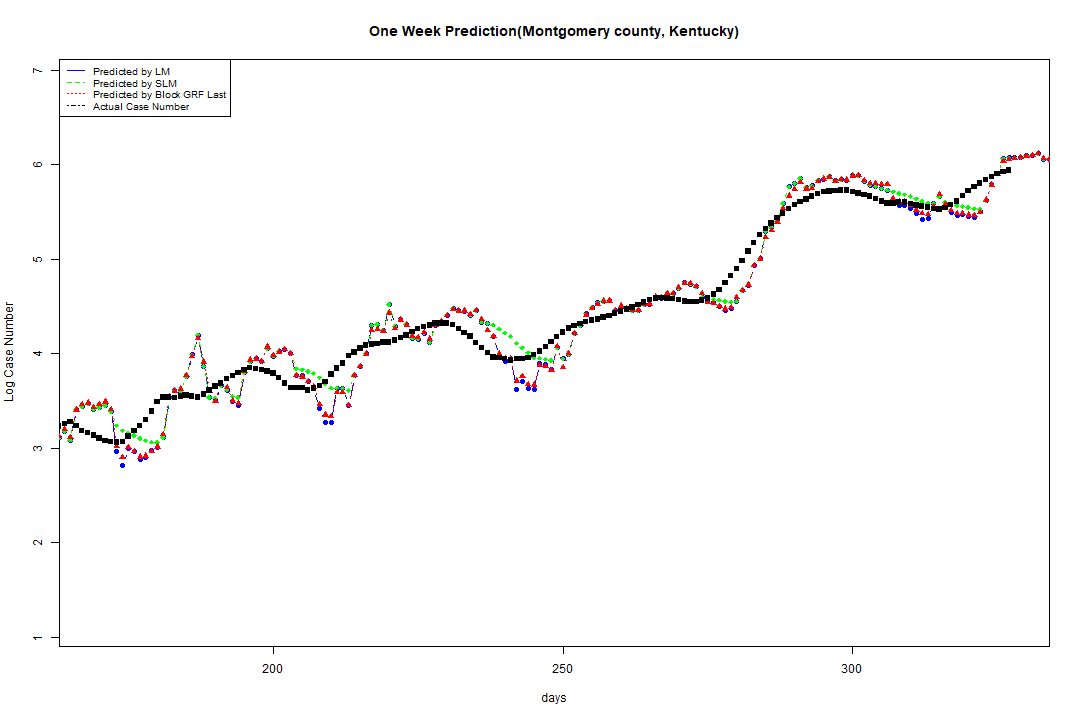 One Week Prediction(Montgomery county, Kentucky)
Predicted by LM
Predicted by SLM
Predicted by Block GRF Last
Actual Case Number
7
6
5
4
3
2
1
Log Case Number
200
250
300
days